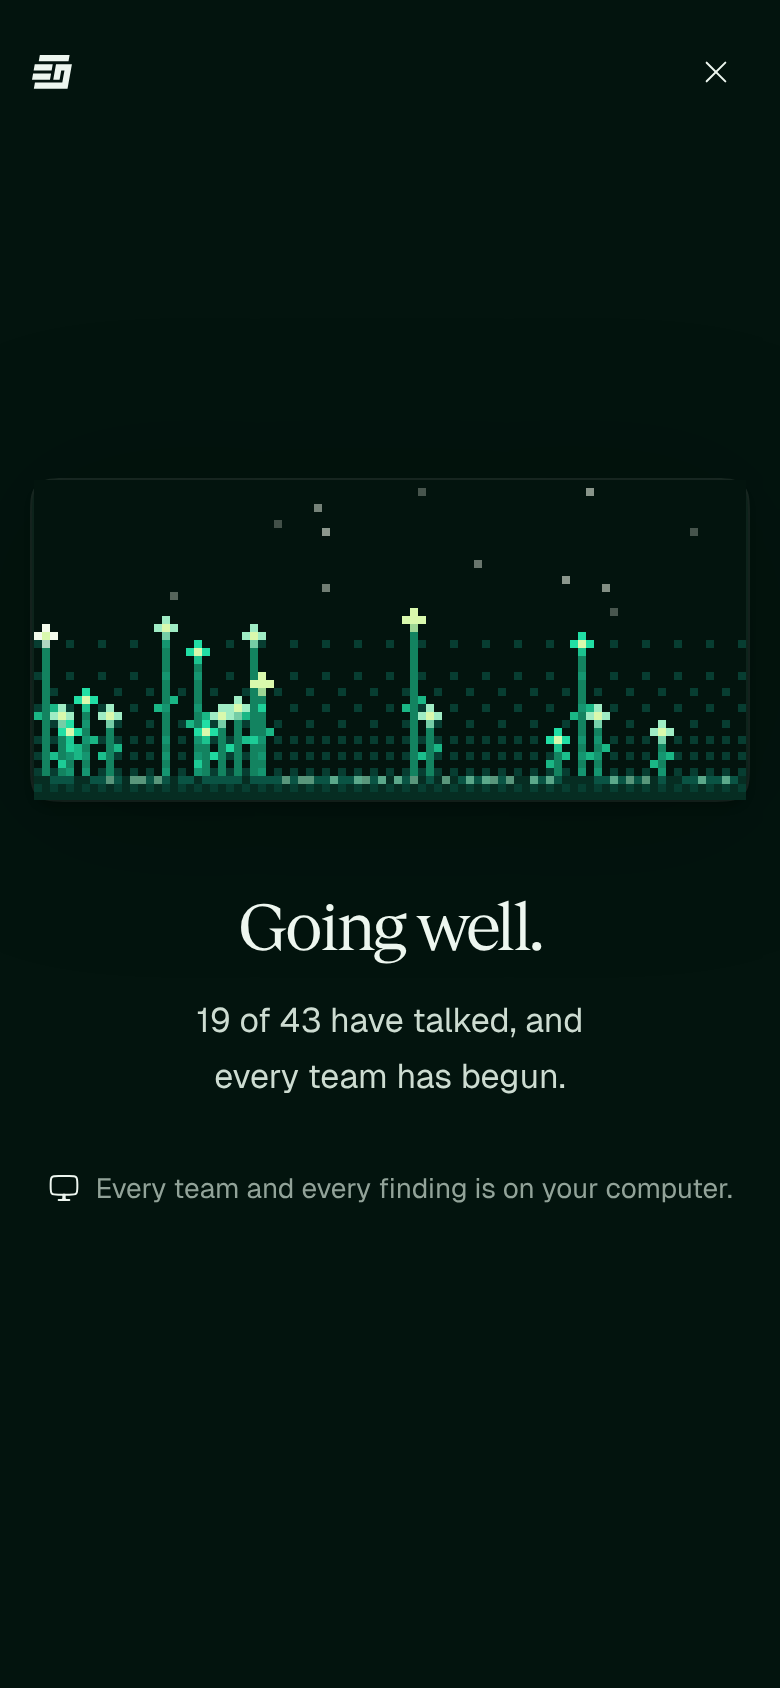 Going well.
19 of 43 have talked, and
every team has begun.
Every team and every finding is on your computer.